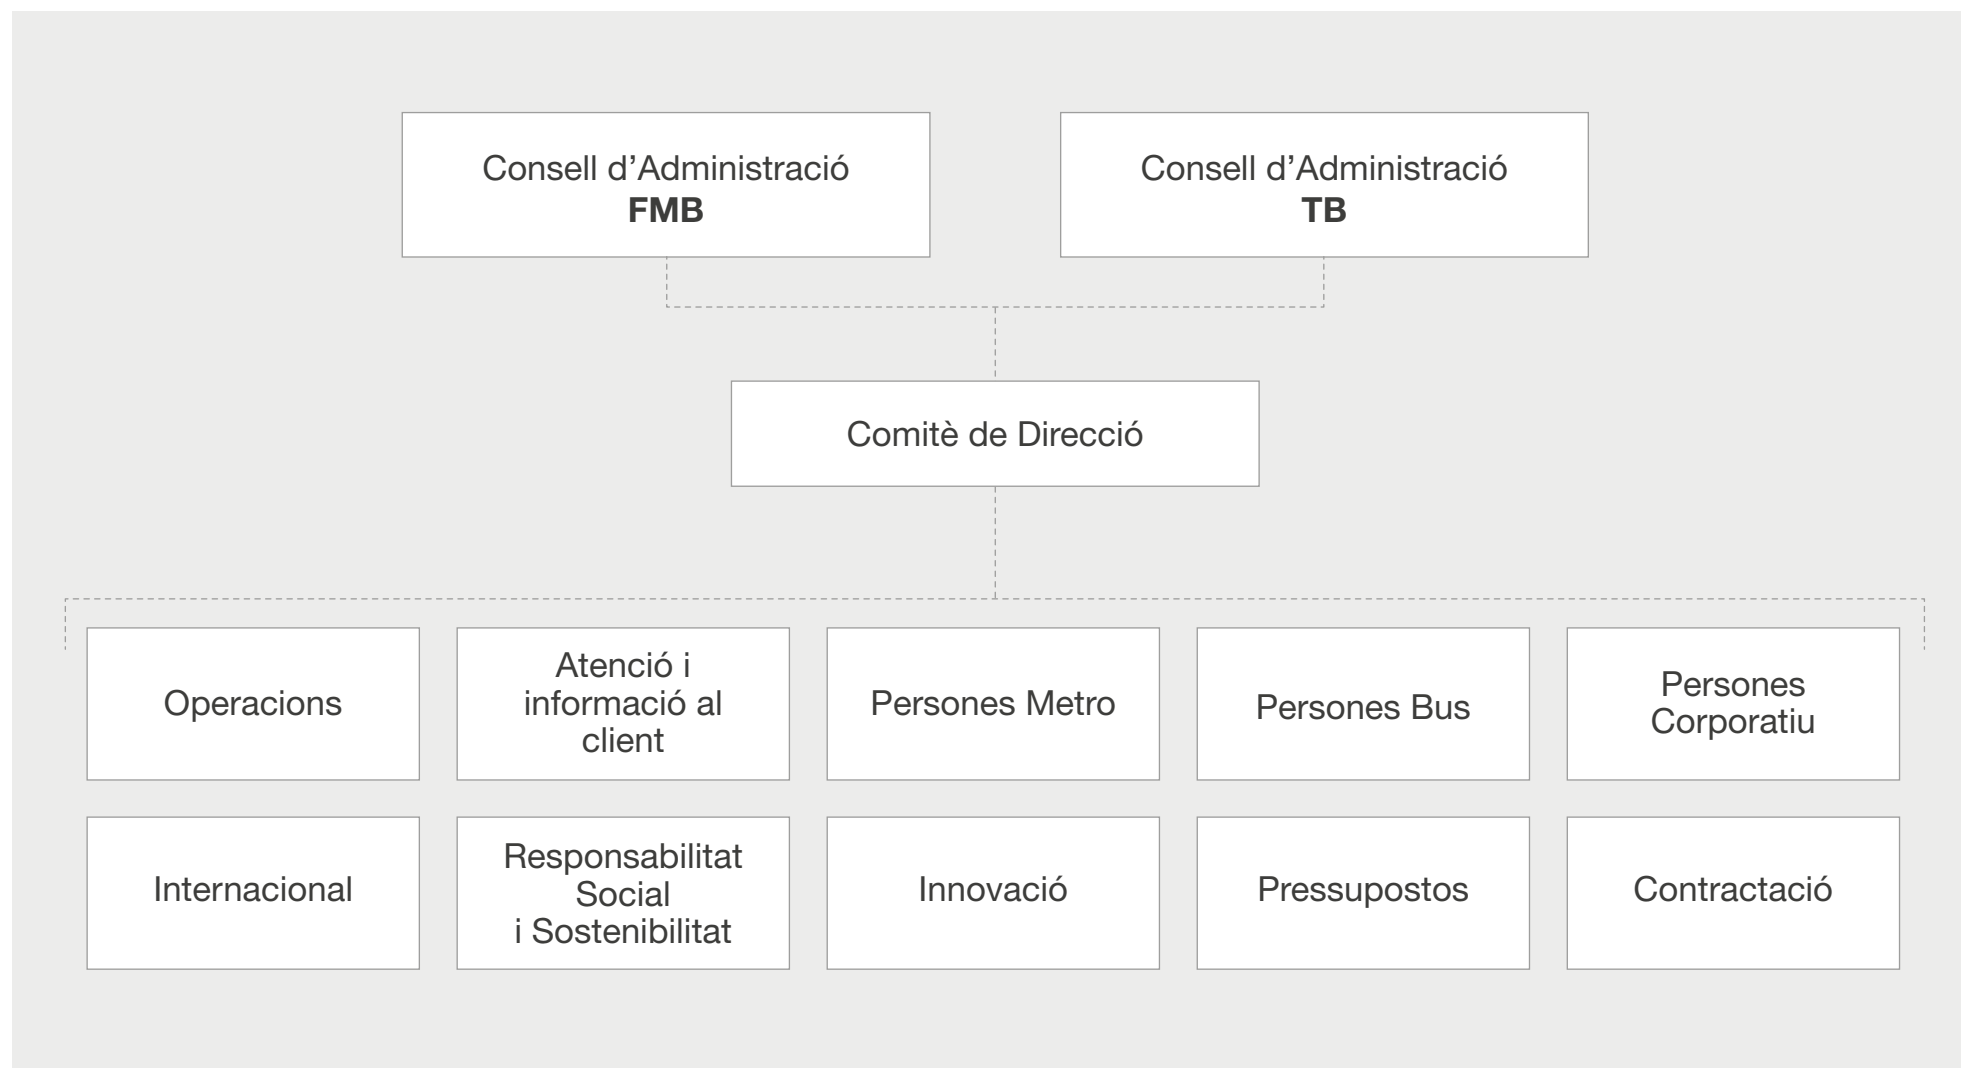 Consell d’Administració
FMB
Consell d’Administració
TB
Comitè de Direcció
Operacions
Atenció i
informació al
client
Persones Metro
Persones Bus
Persones
Corporatiu
Internacional
Responsabilitat
Social
i Sostenibilitat
Innovació
Pressupostos
Contractació